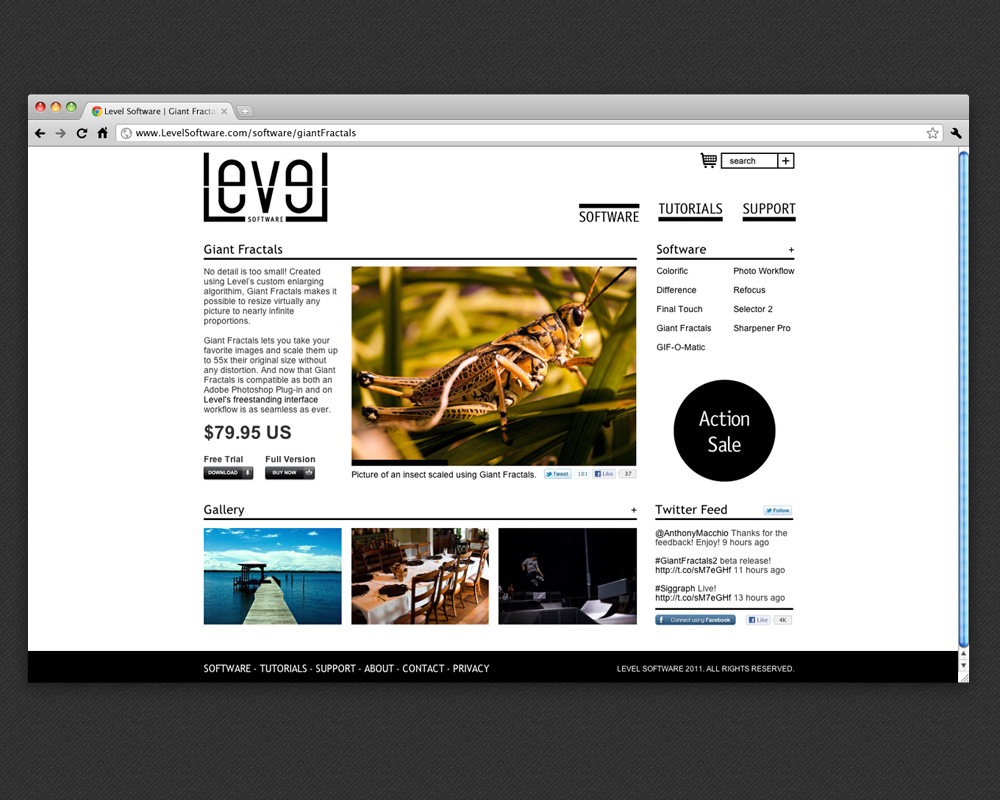 Level Software | Giant Fracta
www.LevelSoftware.com/software/giantFractals
level
SOFTWARE
search +
SOFTWARE TUTORIALS SUPPORT
Giant Fractals
No detail is too small! Created
using Level's custom enlarging
algorithim, Giant Fractals makes it
possible to resize virtually any
picture to nearly infinite
proportions.
Giant Fractals lets you take your
favorite images and scale them up
to 55x their original size without
any distortion. And now that Giant
Fractals is compatible as both an
Adobe Photoshop Plug-in and on
Level's freestanding interface
workflow is as seamless as ever.
$79.95 US
Free Trial Full Version
DOWNLOAD BUY NOW
Picture of an insect scaled using Giant Fractals.
Tweet 101 Like 37
Software +
Colorific Photo Workflow
Difference Refocus
Final Touch Selector 2
Giant Fractals Sharpener Pro
GIF-O-Matic
Action
Sale
Gallery +
Twitter Feed Follow
@AnthonyMacchio Thanks for the
feedback! Enjoy! 9 hours ago
#GiantFractals2 beta release!
http://t.co/sM7eGHf 11 hours ago
#Siggraph Live!
http://t.co/sM7eGHf 13 hours ago
Connect using Facebook Like 4K
SOFTWARE - TUTORIALS - SUPPORT - ABOUT - CONTACT - PRIVACY
LEVEL SOFTWARE 2011. ALL RIGHTS RESERVED.